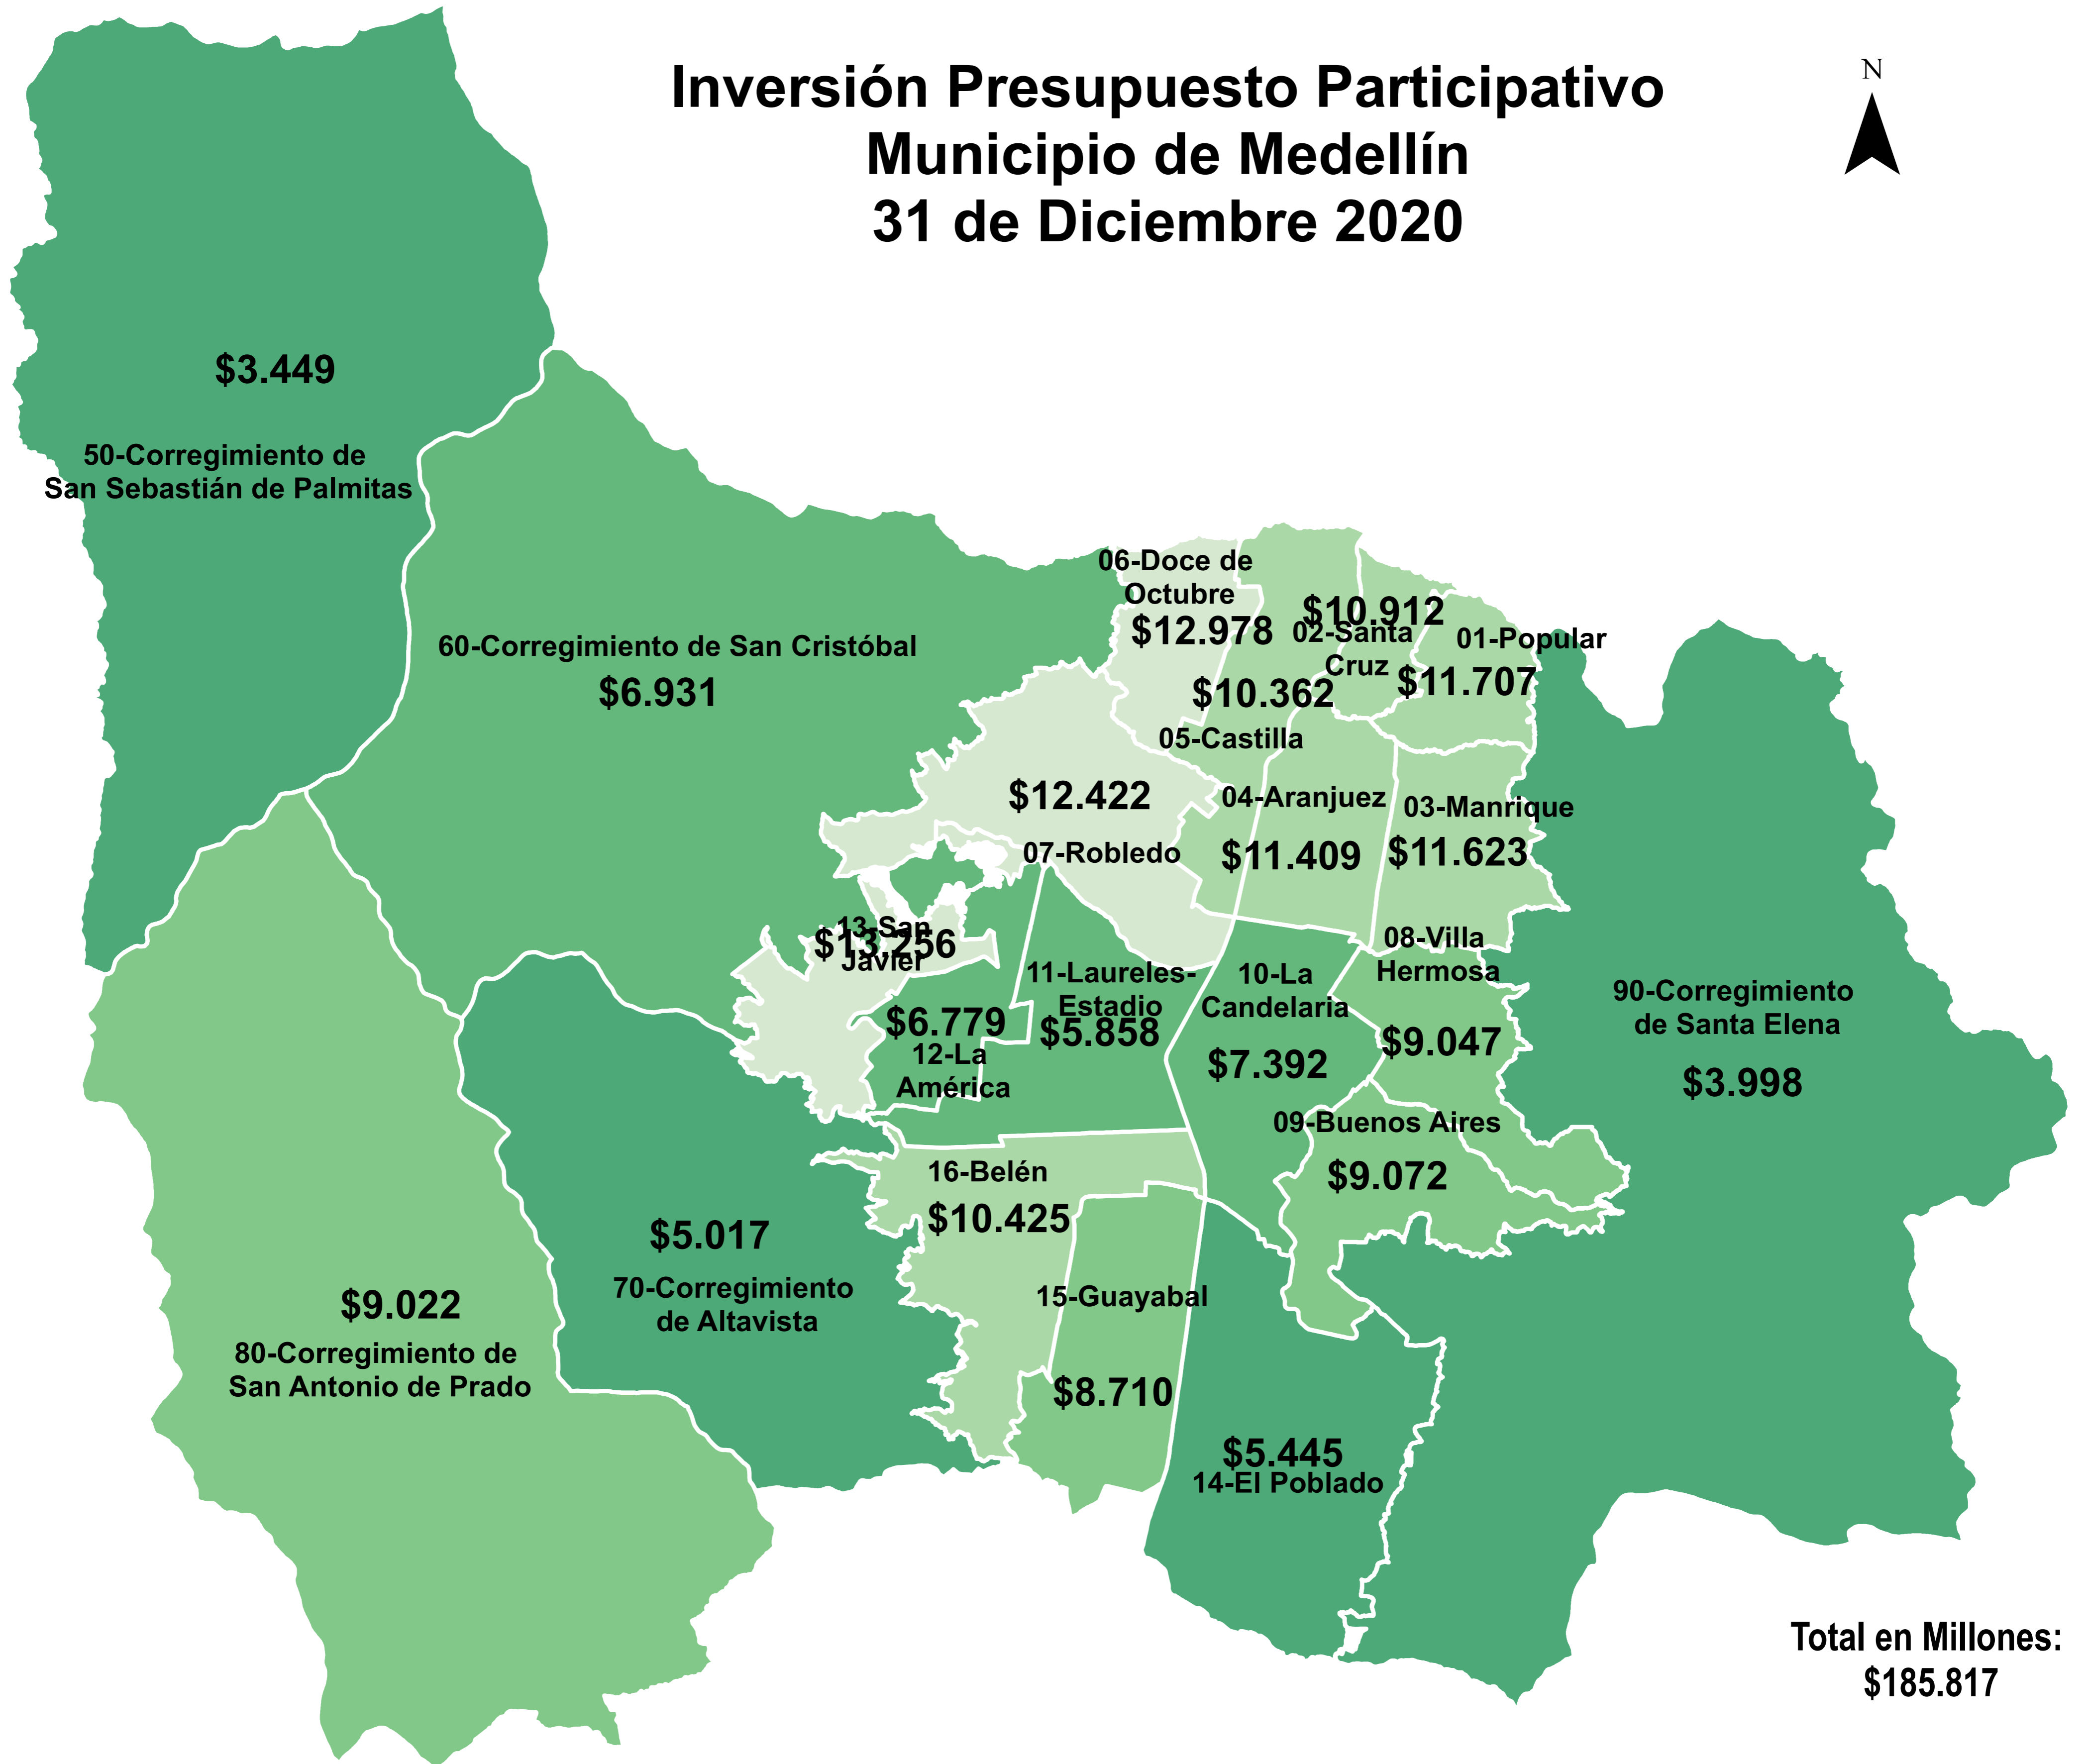 Inversión Presupuesto Participativo
Municipio de Medellín
31 de Diciembre 2020
N
$3.449
50-Corregimiento de
San Sebastián de Palmitas
60-Corregimiento de San Cristóbal
$6.931
06-Doce de
Octubre
$12.978
$10.912
02-Santa
Cruz
01-Popular
$11.707
$10.362
05-Castilla
$12.422
07-Robledo
04-Aranjuez
$11.409
03-Manrique
$11.623
13-San
Javier
$13.256
11-Laureles-
Estadio
$5.858
$6.779
12-La
América
10-La
Candelaria
$7.392
08-Villa
Hermosa
$9.047
90-Corregimiento
de Santa Elena
$3.998
09-Buenos Aires
$9.072
16-Belén
$10.425
$5.017
70-Corregimiento
de Altavista
$9.022
80-Corregimiento de
San Antonio de Prado
15-Guayabal
$8.710
$5.445
14-El Poblado
Total en Millones:
$185.817